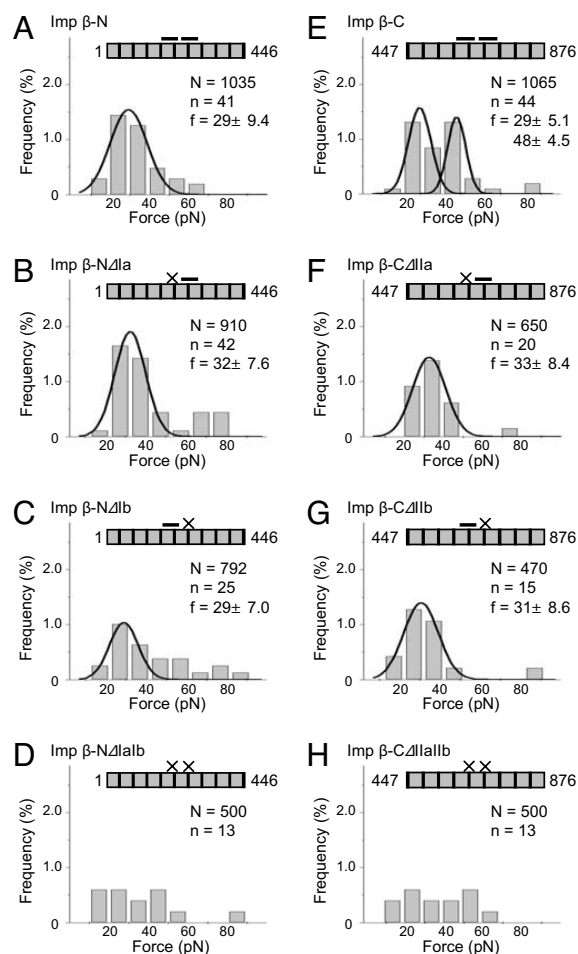 A Imp β-N
1 446
Frequency (%)
2.0
1.0
0
N = 1035
n = 41
f = 29± 9.4
20 40 60 80
Force (pN)
E Imp β-C
447 876
Frequency (%)
2.0
1.0
0
N = 1065
n = 44
f = 29± 5.1
48± 4.5
20 40 60 80
Force (pN)
B Imp β-NΔIa
×
1 446
Frequency (%)
2.0
1.0
0
N = 910
n = 42
f = 32± 7.6
20 40 60 80
Force (pN)
F Imp β-CΔIIa
×
447 876
Frequency (%)
2.0
1.0
0
N = 650
n = 20
f = 33± 8.4
20 40 60 80
Force (pN)
C Imp β-NΔIb
×
1 446
Frequency (%)
2.0
1.0
0
N = 792
n = 25
f = 29± 7.0
20 40 60 80
Force (pN)
G Imp β-CΔIIb
×
447 876
Frequency (%)
2.0
1.0
0
N = 470
n = 15
f = 31± 8.6
20 40 60 80
Force (pN)
D Imp β-NΔIaIb
× ×
1 446
Frequency (%)
2.0
1.0
0
N = 500
n = 13
20 40 60 80
Force (pN)
H Imp β-CΔIIaIIb
× ×
447 876
Frequency (%)
2.0
1.0
0
N = 500
n = 13
20 40 60 80
Force (pN)